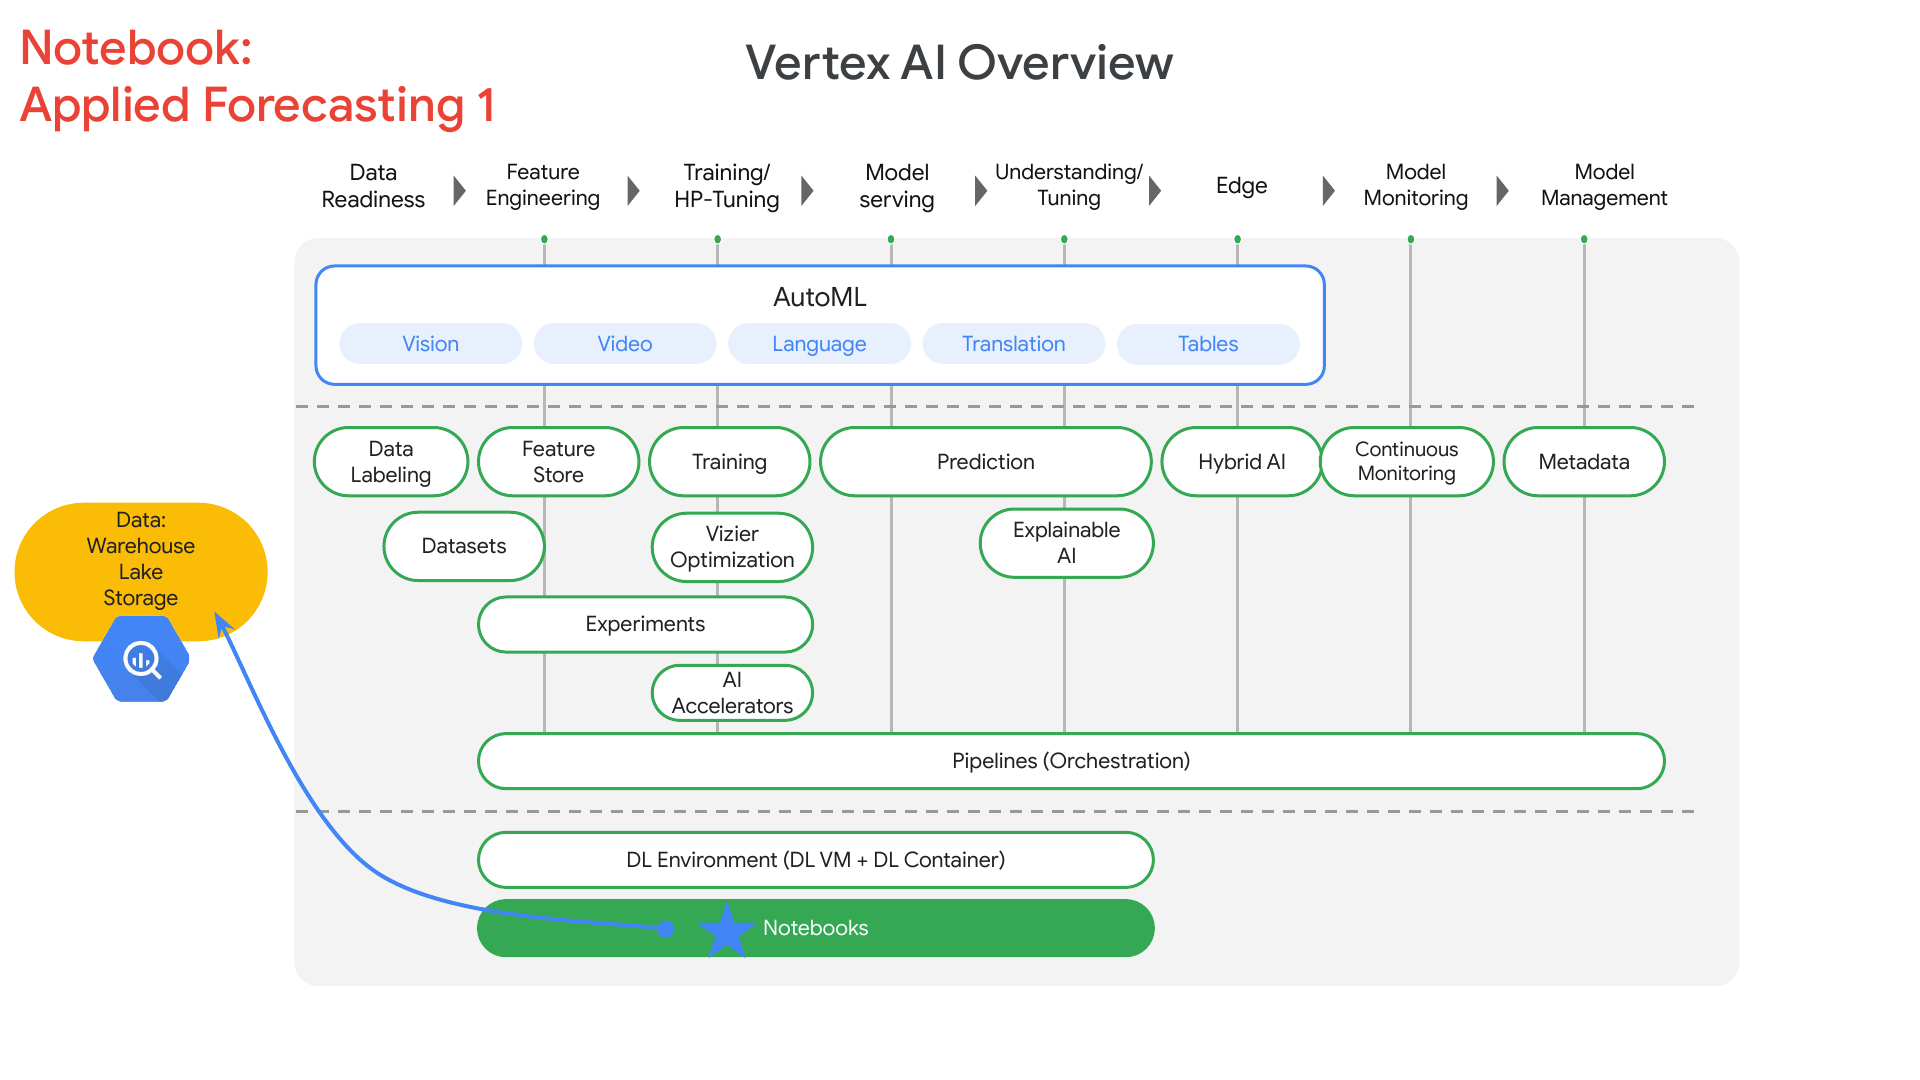 Notebook:
Applied Forecasting 1
Vertex AI Overview
Data
Readiness
Feature
Engineering
Training/
HP-Tuning
Model
serving
Understanding/
Tuning
Edge
Model
Monitoring
Model
Management
AutoML
Vision
Video
Language
Translation
Tables
Data
Labeling
Feature
Store
Training
Prediction
Hybrid AI
Continuous
Monitoring
Metadata
Data:
Warehouse
Lake
Storage
Datasets
Vizier
Optimization
Explainable
AI
Experiments
AI
Accelerators
Pipelines (Orchestration)
DL Environment (DL VM + DL Container)
Notebooks